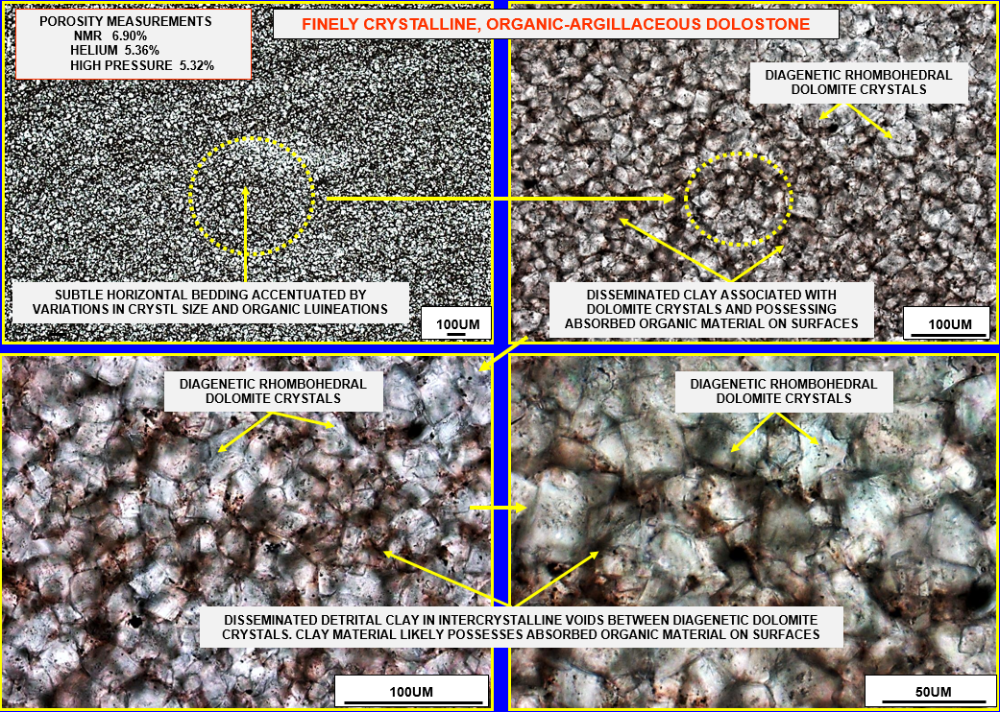 POROSITY MEASUREMENTS
NMR 6.90%
HELIUM 5.36%
HIGH PRESSURE 5.32%
FINELY CRYSTALLINE, ORGANIC-ARGILLACEOUS DOLOSTONE
DIAGENETIC RHOMBOHEDRAL
DOLOMITE CRYSTALS
SUBTLE HORIZONTAL BEDDING ACCENTUATED BY
VARIATIONS IN CRYSTL SIZE AND ORGANIC LUINEATIONS
100UM
DISSEMINATED CLAY ASSOCIATED WITH
DOLOMITE CRYSTALS AND POSSESSING
ABSORBED ORGANIC MATERIAL ON SURFACES
100UM
DIAGENETIC RHOMBOHEDRAL
DOLOMITE CRYSTALS
DIAGENETIC RHOMBOHEDRAL
DOLOMITE CRYSTALS
DISSEMINATED DETRITAL CLAY IN INTERCRYSTALLINE VOIDS BETWEEN DIAGENETIC DOLOMITE
CRYSTALS. CLAY MATERIAL LIKELY POSSESSES ABSORBED ORGANIC MATERIAL ON SURFACES
100UM
50UM